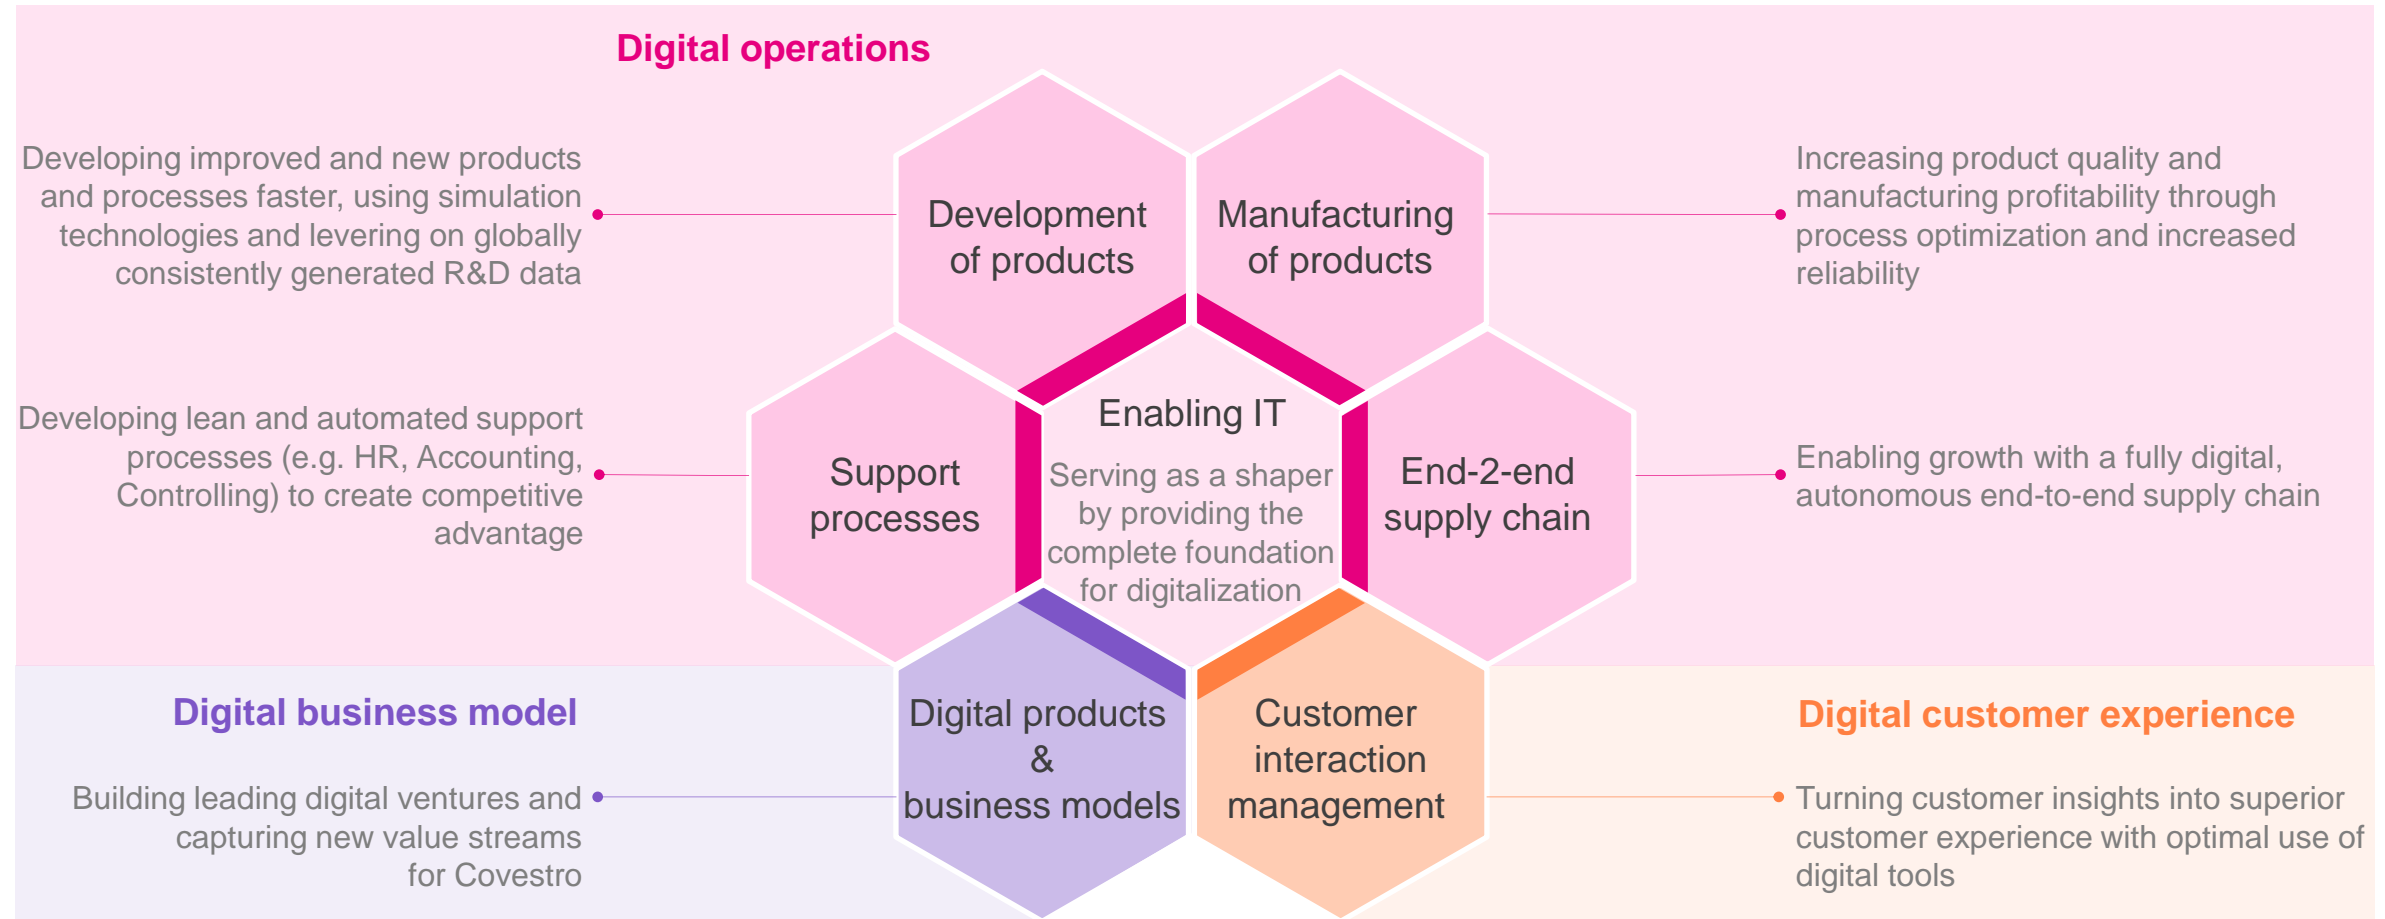 Digital operations
Developing improved and new products
and processes faster, using simulation
technologies and levering on globally
consistently generated R&D data
Development
of products
Manufacturing
of products
Increasing product quality and
manufacturing profitability through
process optimization and increased
reliability
Developing lean and automated support
processes (e.g. HR, Accounting,
Controlling) to create competitive
advantage
Support
processes
Enabling IT
Serving as a shaper
by providing the
complete foundation
for digitalization
End-2-end
supply chain
Enabling growth with a fully digital,
autonomous end-to-end supply chain
Digital business model
Building leading digital ventures and
capturing new value streams
for Covestro
Digital products
&
business models
Customer
interaction
management
Digital customer experience
Turning customer insights into superior
customer experience with optimal use of
digital tools